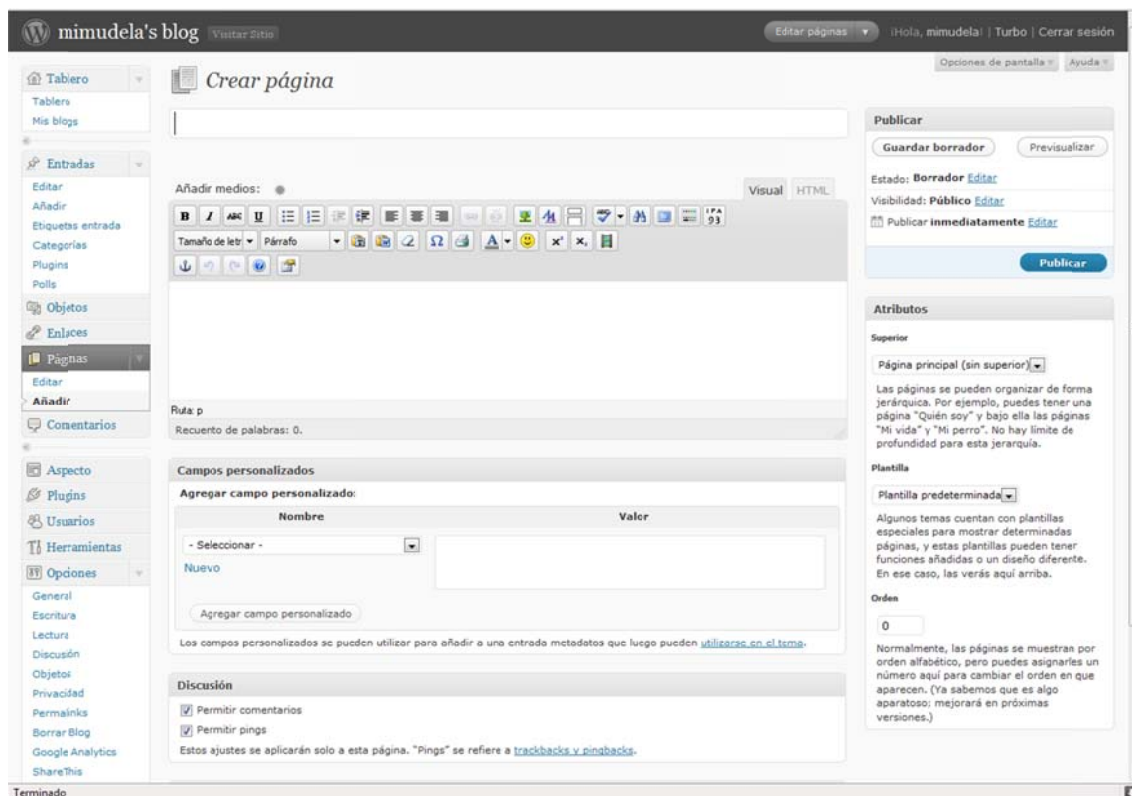 mimudela's blog Visitar Sitio
Editar páginas
¡Hola, mimudela! | Turbo | Cerrar sesión
Opciones de pantalla
Ayuda
Tablero
Tablero
Mis blogs
Entradas
Editar
Añadir
Etiquetas entrada
Categorías
Plugins
Polls
Objetos
Enlaces
Páginas
Editar
Añadir
Comentarios
Aspecto
Plugins
Usuarios
Herramientas
Opciones
General
Escritura
Lectura
Discusión
Objetos
Privacidad
Permalinks
Borrar Blog
Google Analytics
ShareThis
Crear página
Añadir medios:
Visual HTML
B I ABC U
IPA 93
Tamaño de letr Párrafo
Ω A x² x₂
Ruta: p
Recuento de palabras: 0.
Campos personalizados
Agregar campo personalizado:
Nombre Valor
- Seleccionar -
Nuevo
Agregar campo personalizado
Los campos personalizados se pueden utilizar para añadir a una entrada metadatos que luego pueden utilizarse en el tema.
Discusión
Permitir comentarios
Permitir pings
Estos ajustes se aplicarán solo a esta página. "Pings" se refiere a trackbacks y pingbacks.
Publicar
Guardar borrador Previsualizar
Estado: Borrador Editar
Visibilidad: Público Editar
Publicar inmediatamente Editar
Publicar
Atributos
Superior
Página principal (sin superior)
Las páginas se pueden organizar de forma
jerárquica. Por ejemplo, puedes tener una
página "Quién soy" y bajo ella las páginas
"Mi vida" y "Mi perro". No hay límite de
profundidad para esta jerarquía.
Plantilla
Plantilla predeterminada
Algunos temas cuentan con plantillas
especiales para mostrar determinadas
páginas, y estas plantillas pueden tener
funciones añadidas o un diseño diferente.
En ese caso, las verás aquí arriba.
Orden
0
Normalmente, las páginas se muestran por
orden alfabético, pero puedes asignarles un
número aquí para cambiar el orden en que
aparecen. (Ya sabemos que es algo
aparatoso; mejorará en próximas
versiones.)
Terminado